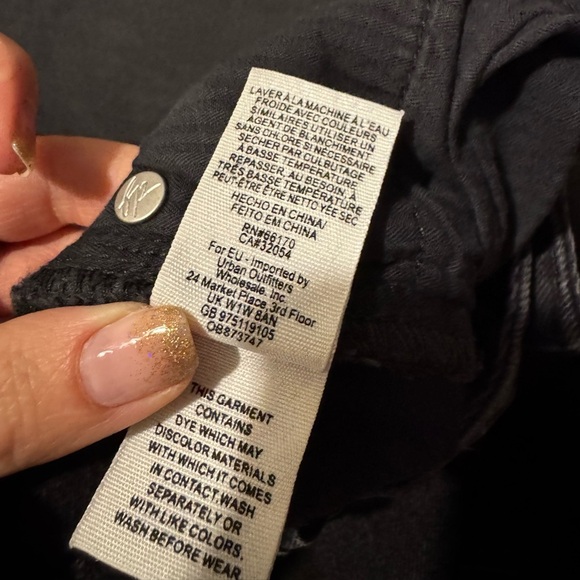 LAVER À LA MACHINE À L'EAU
FROIDE AVEC COULEURS
SIMILAIRES UTILISER UN
AGENT DE BLANCHIMENT
SANS CHLORE SI NÉCESSAIRE
SÉCHER PAR CULBUTAGE
À BASSE TEMPÉRATURE
REPASSER, AU BESOIN, À
TRÈS BASSE TEMPÉRATURE
PEUT-ÊTRE ÊTRE NETTO YÉE SEC
HECHO EN CHINA/
FEITO EM CHINA
RN#66170
CA#32054
For EU - Imported by
Urban Outfitters
Wholesale, Inc.
24 Market Place, 3rd Floor
UK W1W 8AN
GB 975119105
OB873747
THIS GARMENT
CONTAINS
DYE WHICH MAY
DISCOLOR MATERIALS
WITH WHICH IT COMES
IN CONTACT.WASH
SEPARATELY OR
WITH LIKE COLORS,
WASH BEFORE WEAR